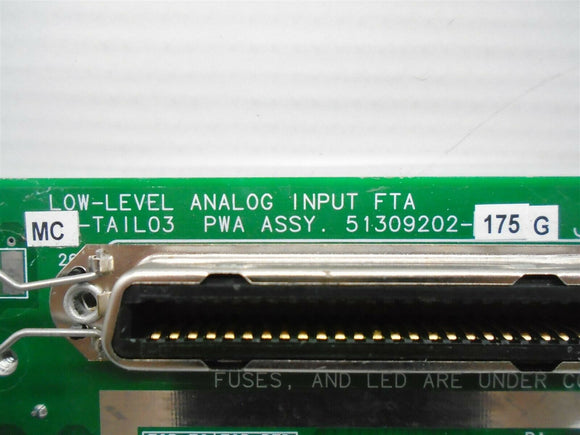 LOW-LEVEL ANALOG INPUT FTA
MC -TAIL03 PWA ASSY. 51309202- 175 G
FUSES, AND LED ARE UNDER